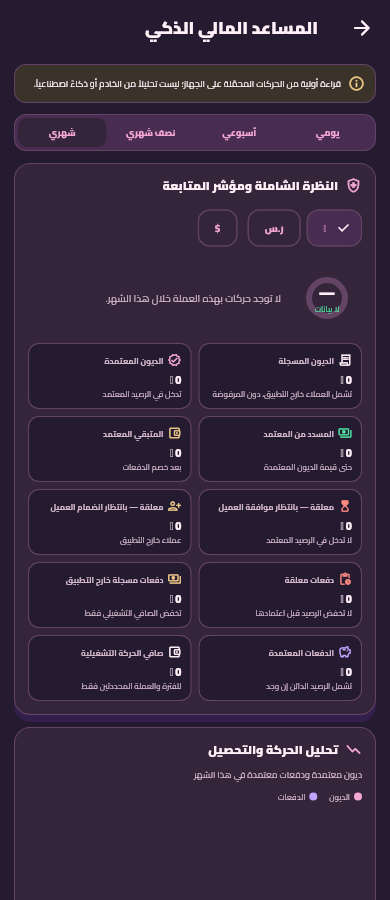 المساعد المالي الذكي
قراءة أولية من الحركات المحمّلة على الجهاز؛ ليست تحليلاً من الخادم أو ذكاءً اصطناعياً.
يومي
أسبوعي
نصف شهري
شهري
النظرة الشاملة ومؤشر المتابعة
ر.س
$
لا بيانات
لا توجد حركات بهذه العملة خلال هذا الشهر.
الديون المسجلة
0
تشمل العملاء خارج التطبيق، دون المرفوضة
الديون المعتمدة
0
تدخل في الرصيد المعتمد
المسدد من المعتمد
0
حتى قيمة الديون المعتمدة
المتبقي المعتمد
0
بعد خصم الدفعات
معلقة — بانتظار موافقة العميل
0
لا تدخل في الرصيد المعتمد
معلقة — بانتظار انضمام العميل
0
عملاء خارج التطبيق
دفعات معلقة
0
لا تخفض الرصيد قبل اعتمادها
دفعات مسجلة خارج التطبيق
0
تخفض الصافي التشغيلي فقط
الدفعات المعتمدة
0
تشمل الرصيد الدائن إن وجد
صافي الحركة التشغيلية
0
للفترة والعملة المحددتين فقط
تحليل الحركة والتحصيل
ديون معتمدة ودفعات معتمدة في هذا الشهر
الديون
الدفعات